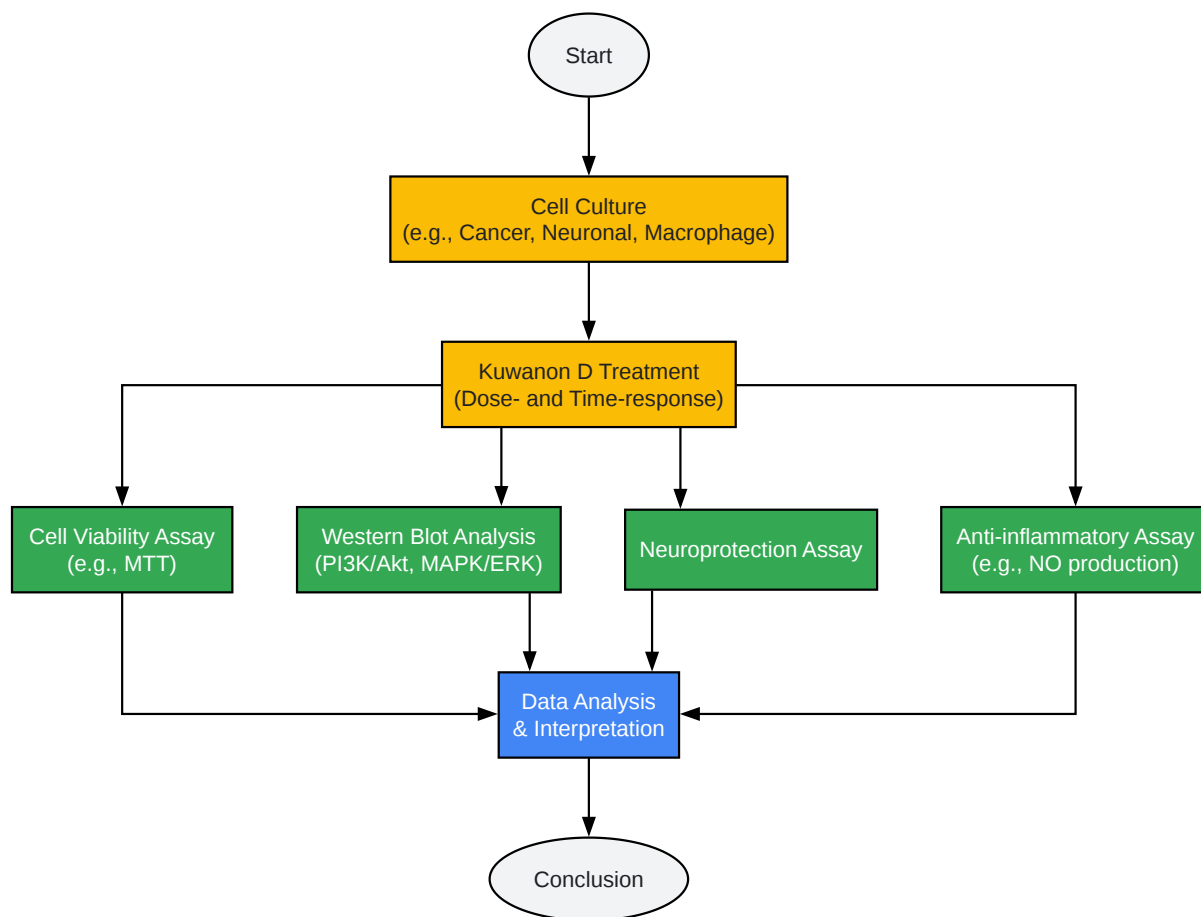 Start
Cell Culture
(e.g., Cancer, Neuronal, Macrophage)
Kuwanon D Treatment
(Dose- and Time-response)
Cell Viability Assay
(e.g., MTT)
Western Blot Analysis
(PI3K/Akt, MAPK/ERK)
Neuroprotection Assay
Anti-inflammatory Assay
(e.g., NO production)
Data Analysis
& Interpretation
Conclusion